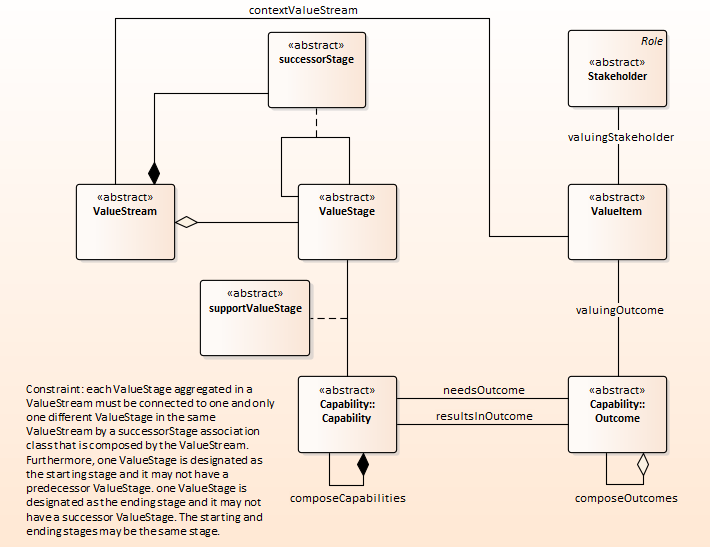 contextValueStream
«abstract»
successorStage
Role
«abstract»
Stakeholder
valuingStakeholder
«abstract»
ValueStream
«abstract»
ValueStage
«abstract»
ValueItem
«abstract»
supportValueStage
valuingOutcome
Constraint: each ValueStage aggregated in a
ValueStream must be connected to one and only
one different ValueStage in the same
ValueStream by a successorStage association
class that is composed by the ValueStream.
Furthermore, one ValueStage is designated as
the starting stage and it may not have a
predecessor ValueStage. one ValueStage is
designated as the ending stage and it may not
have a successor ValueStage. The starting and
ending stages may be the same stage.
«abstract»
Capability::
Capability
needsOutcome
resultsInOutcome
«abstract»
Capability::
Outcome
composeCapabilities
composeOutcomes